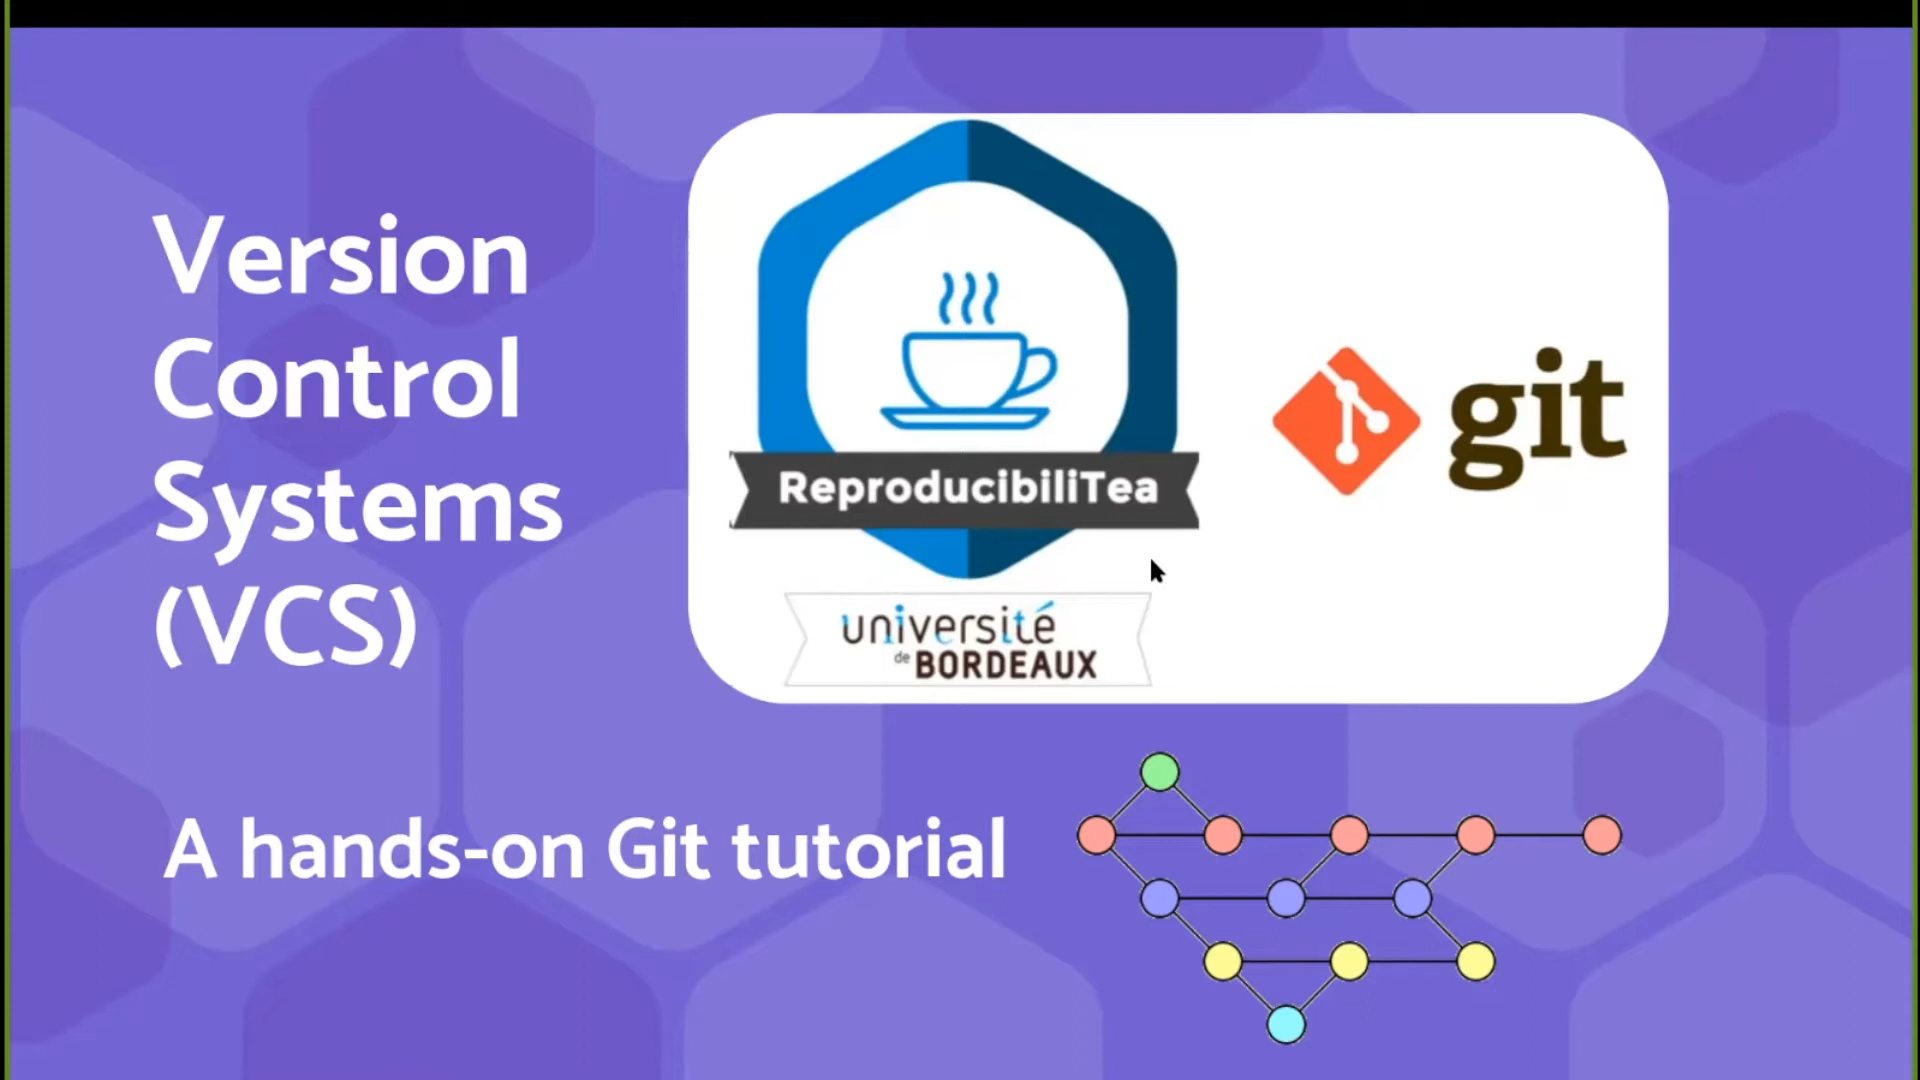 Version
Control
Systems
(VCS)
ReproducibiliTea
git
université
de BORDEAUX
A hands-on Git tutorial